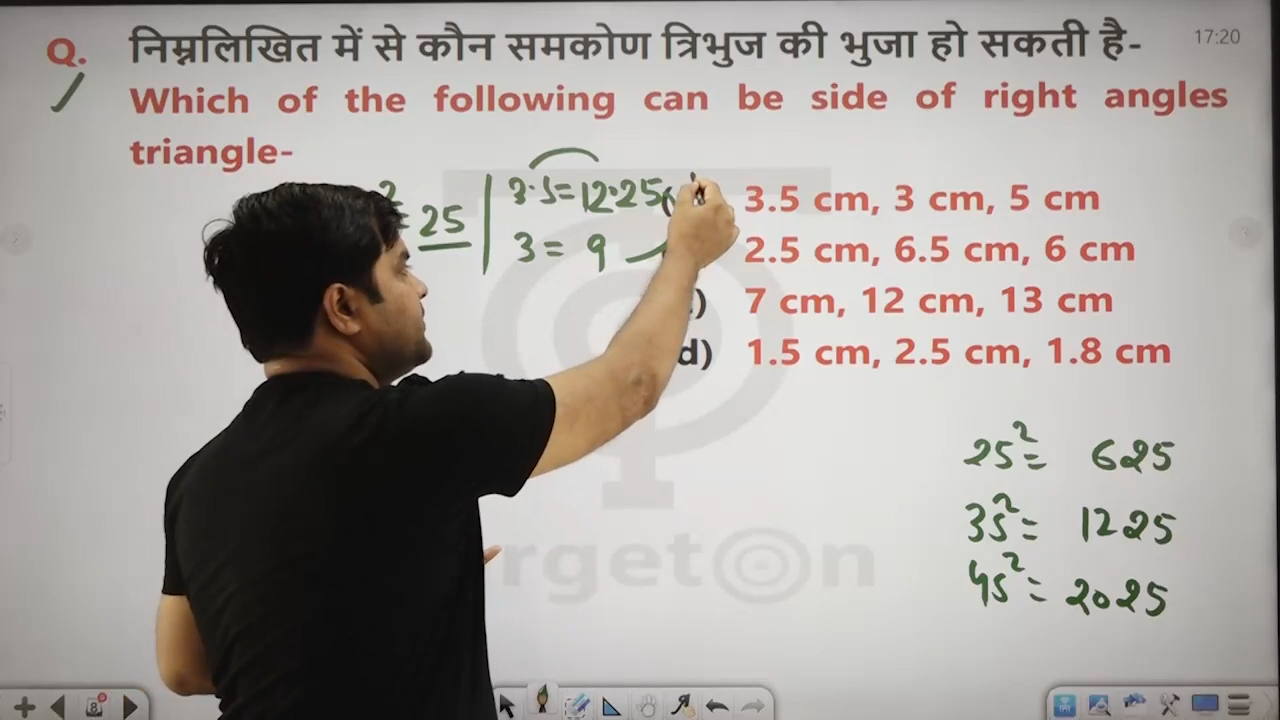 Q. निम्नलिखित में से कौन समकोण त्रिभुज की भुजा हो सकती है-
17:20
Which of the following can be side of right angles
triangle-
2
= 25
3.5 = 12.25
3 = 9
3.5 cm, 3 cm, 5 cm
2.5 cm, 6.5 cm, 6 cm
) 7 cm, 12 cm, 13 cm
d) 1.5 cm, 2.5 cm, 1.8 cm
25² = 625
35² = 1225
45² = 2025
rget n
8